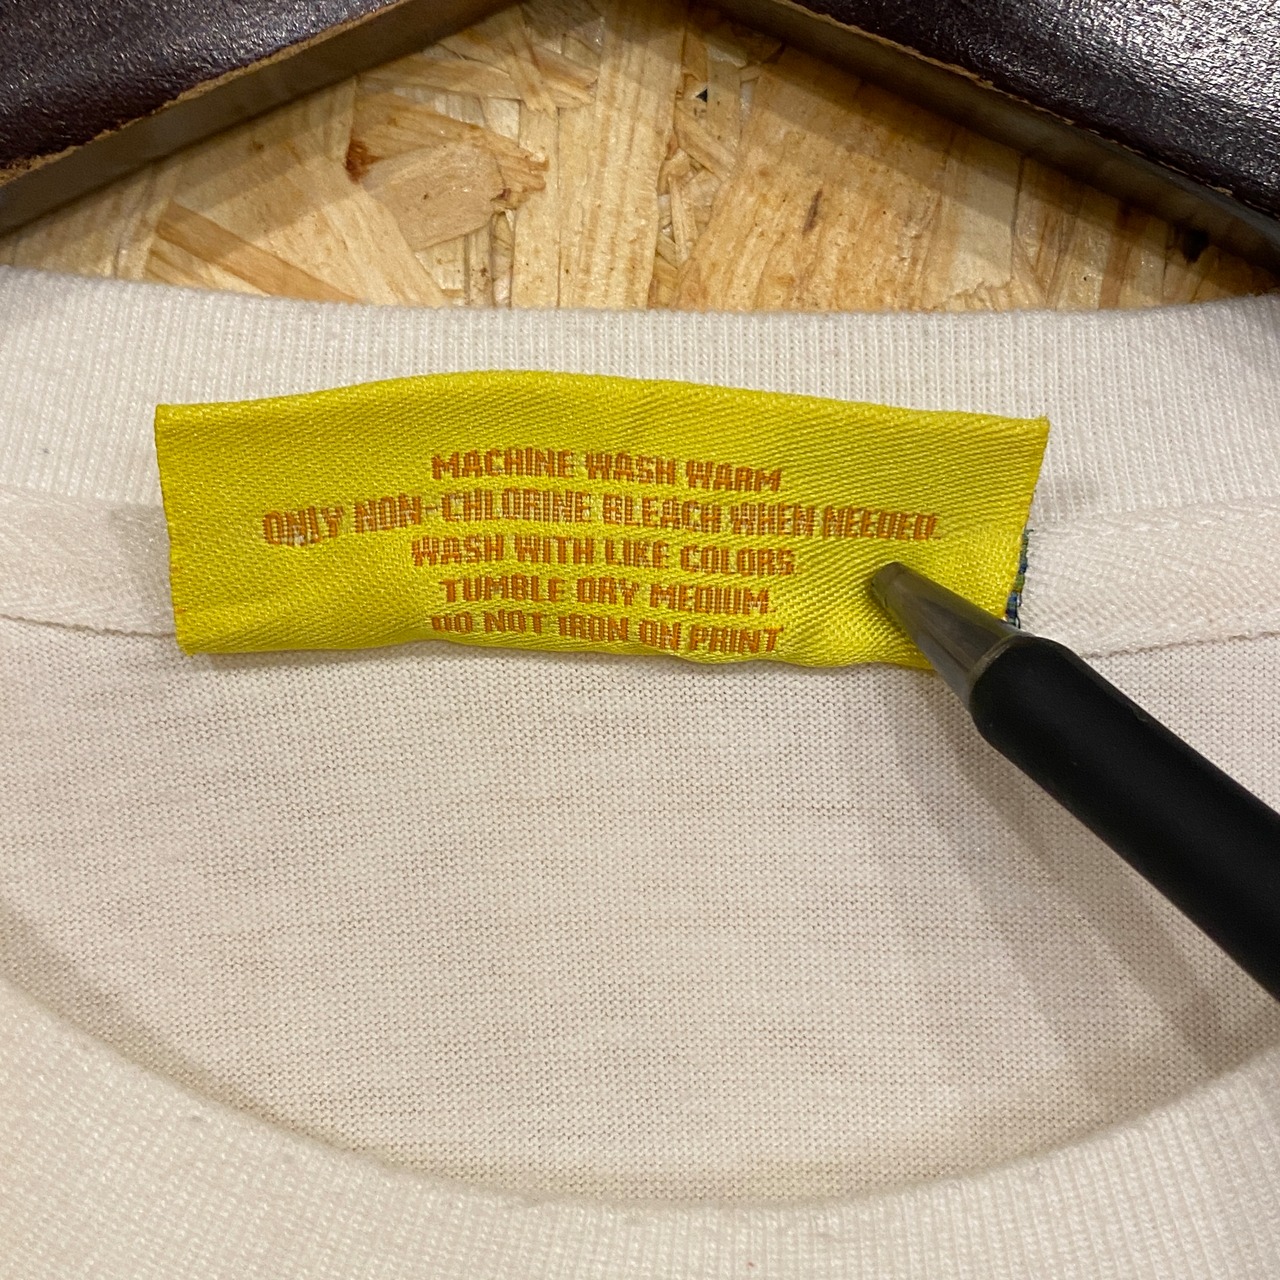 MACHINE WASH WARM
ONLY NON-CHLORINE BLEACH WHEN NEEDED.
WASH WITH LIKE COLORS.
TUMBLE DRY MEDIUM.
DO NOT IRON ON PRINT